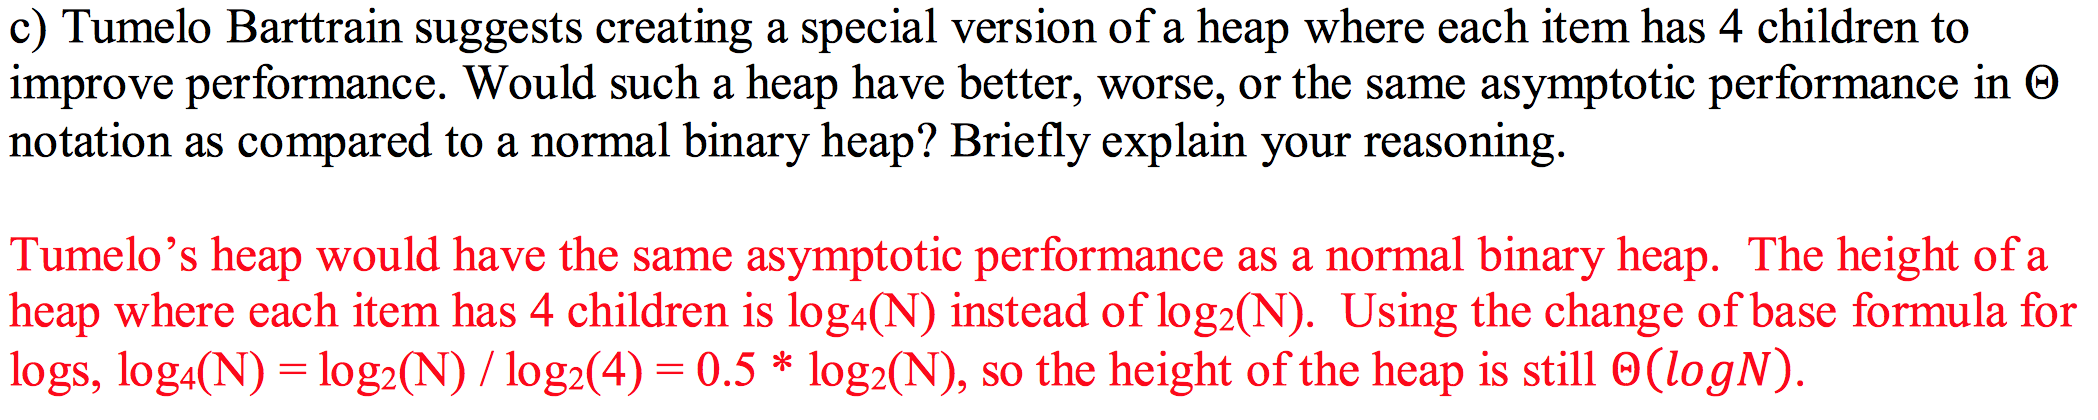 c) Tumelo Barttrain suggests creating a special version of a heap where each item has 4 children to
improve performance. Would such a heap have better, worse, or the same asymptotic performance in Θ
notation as compared to a normal binary heap? Briefly explain your reasoning.
Tumelo’s heap would have the same asymptotic performance as a normal binary heap.  The height of a
heap where each item has 4 children is log₄(N) instead of log₂(N).  Using the change of base formula for
logs, log₄(N) = log₂(N) / log₂(4) = 0.5 * log₂(N), so the height of the heap is still Θ(logN).